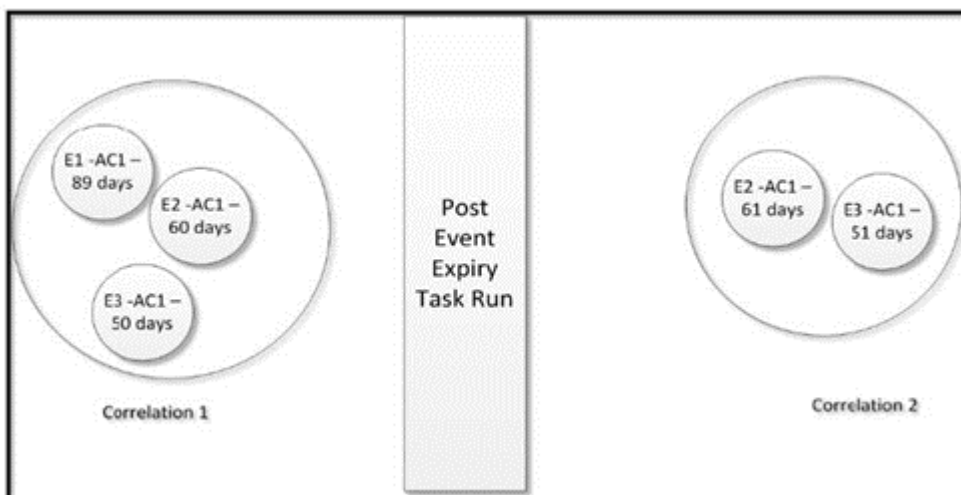 E1 -AC1 –
89 days
E2 -AC1 –
60 days
E3 -AC1 –
50 days
Correlation 1
Post
Event
Expiry
Task Run
E2 -AC1 –
61 days
E3 -AC1 –
51 days
Correlation 2